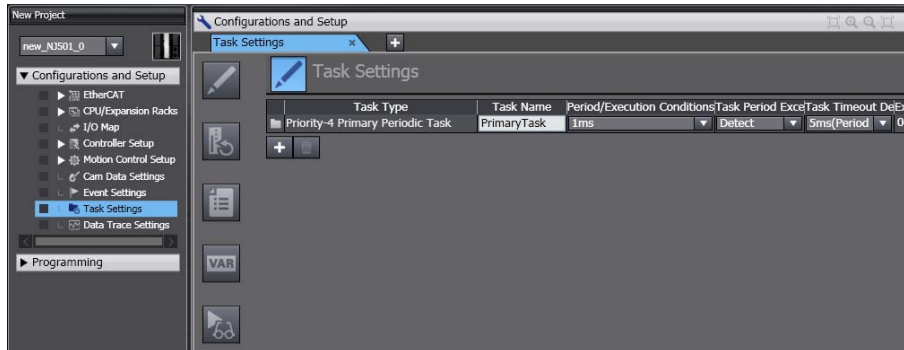 New Project
new_NJ501_0
Configurations and Setup
EtherCAT
CPU/Expansion Racks
I/O Map
Controller Setup
Motion Control Setup
Cam Data Settings
Event Settings
Task Settings
Data Trace Settings
Programming
Configurations and Setup
Task Settings
Task Settings
Task Type Task Name Period/Execution Conditions Task Period Exce Task Timeout De Ex
Priority-4 Primary Periodic Task PrimaryTask 1ms Detect 5ms(Period 0
VAR